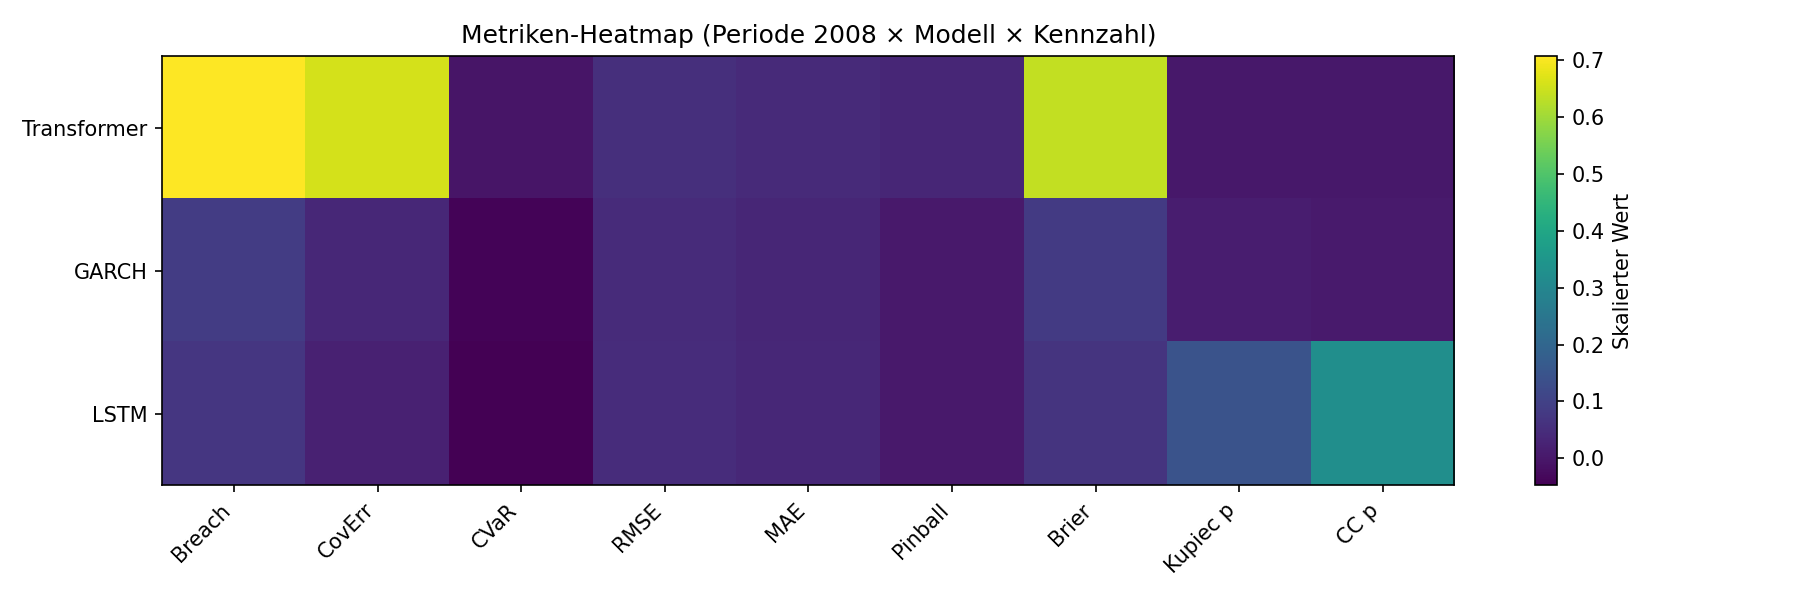 Metriken-Heatmap (Periode 2008 × Modell × Kennzahl)
Transformer
GARCH
LSTM
Breach
CovErr
CVaR
RMSE
MAE
Pinball
Brier
Kupiec p
CC p
0.7
0.6
0.5
0.4
0.3
0.2
0.1
0.0
Skalierter Wert